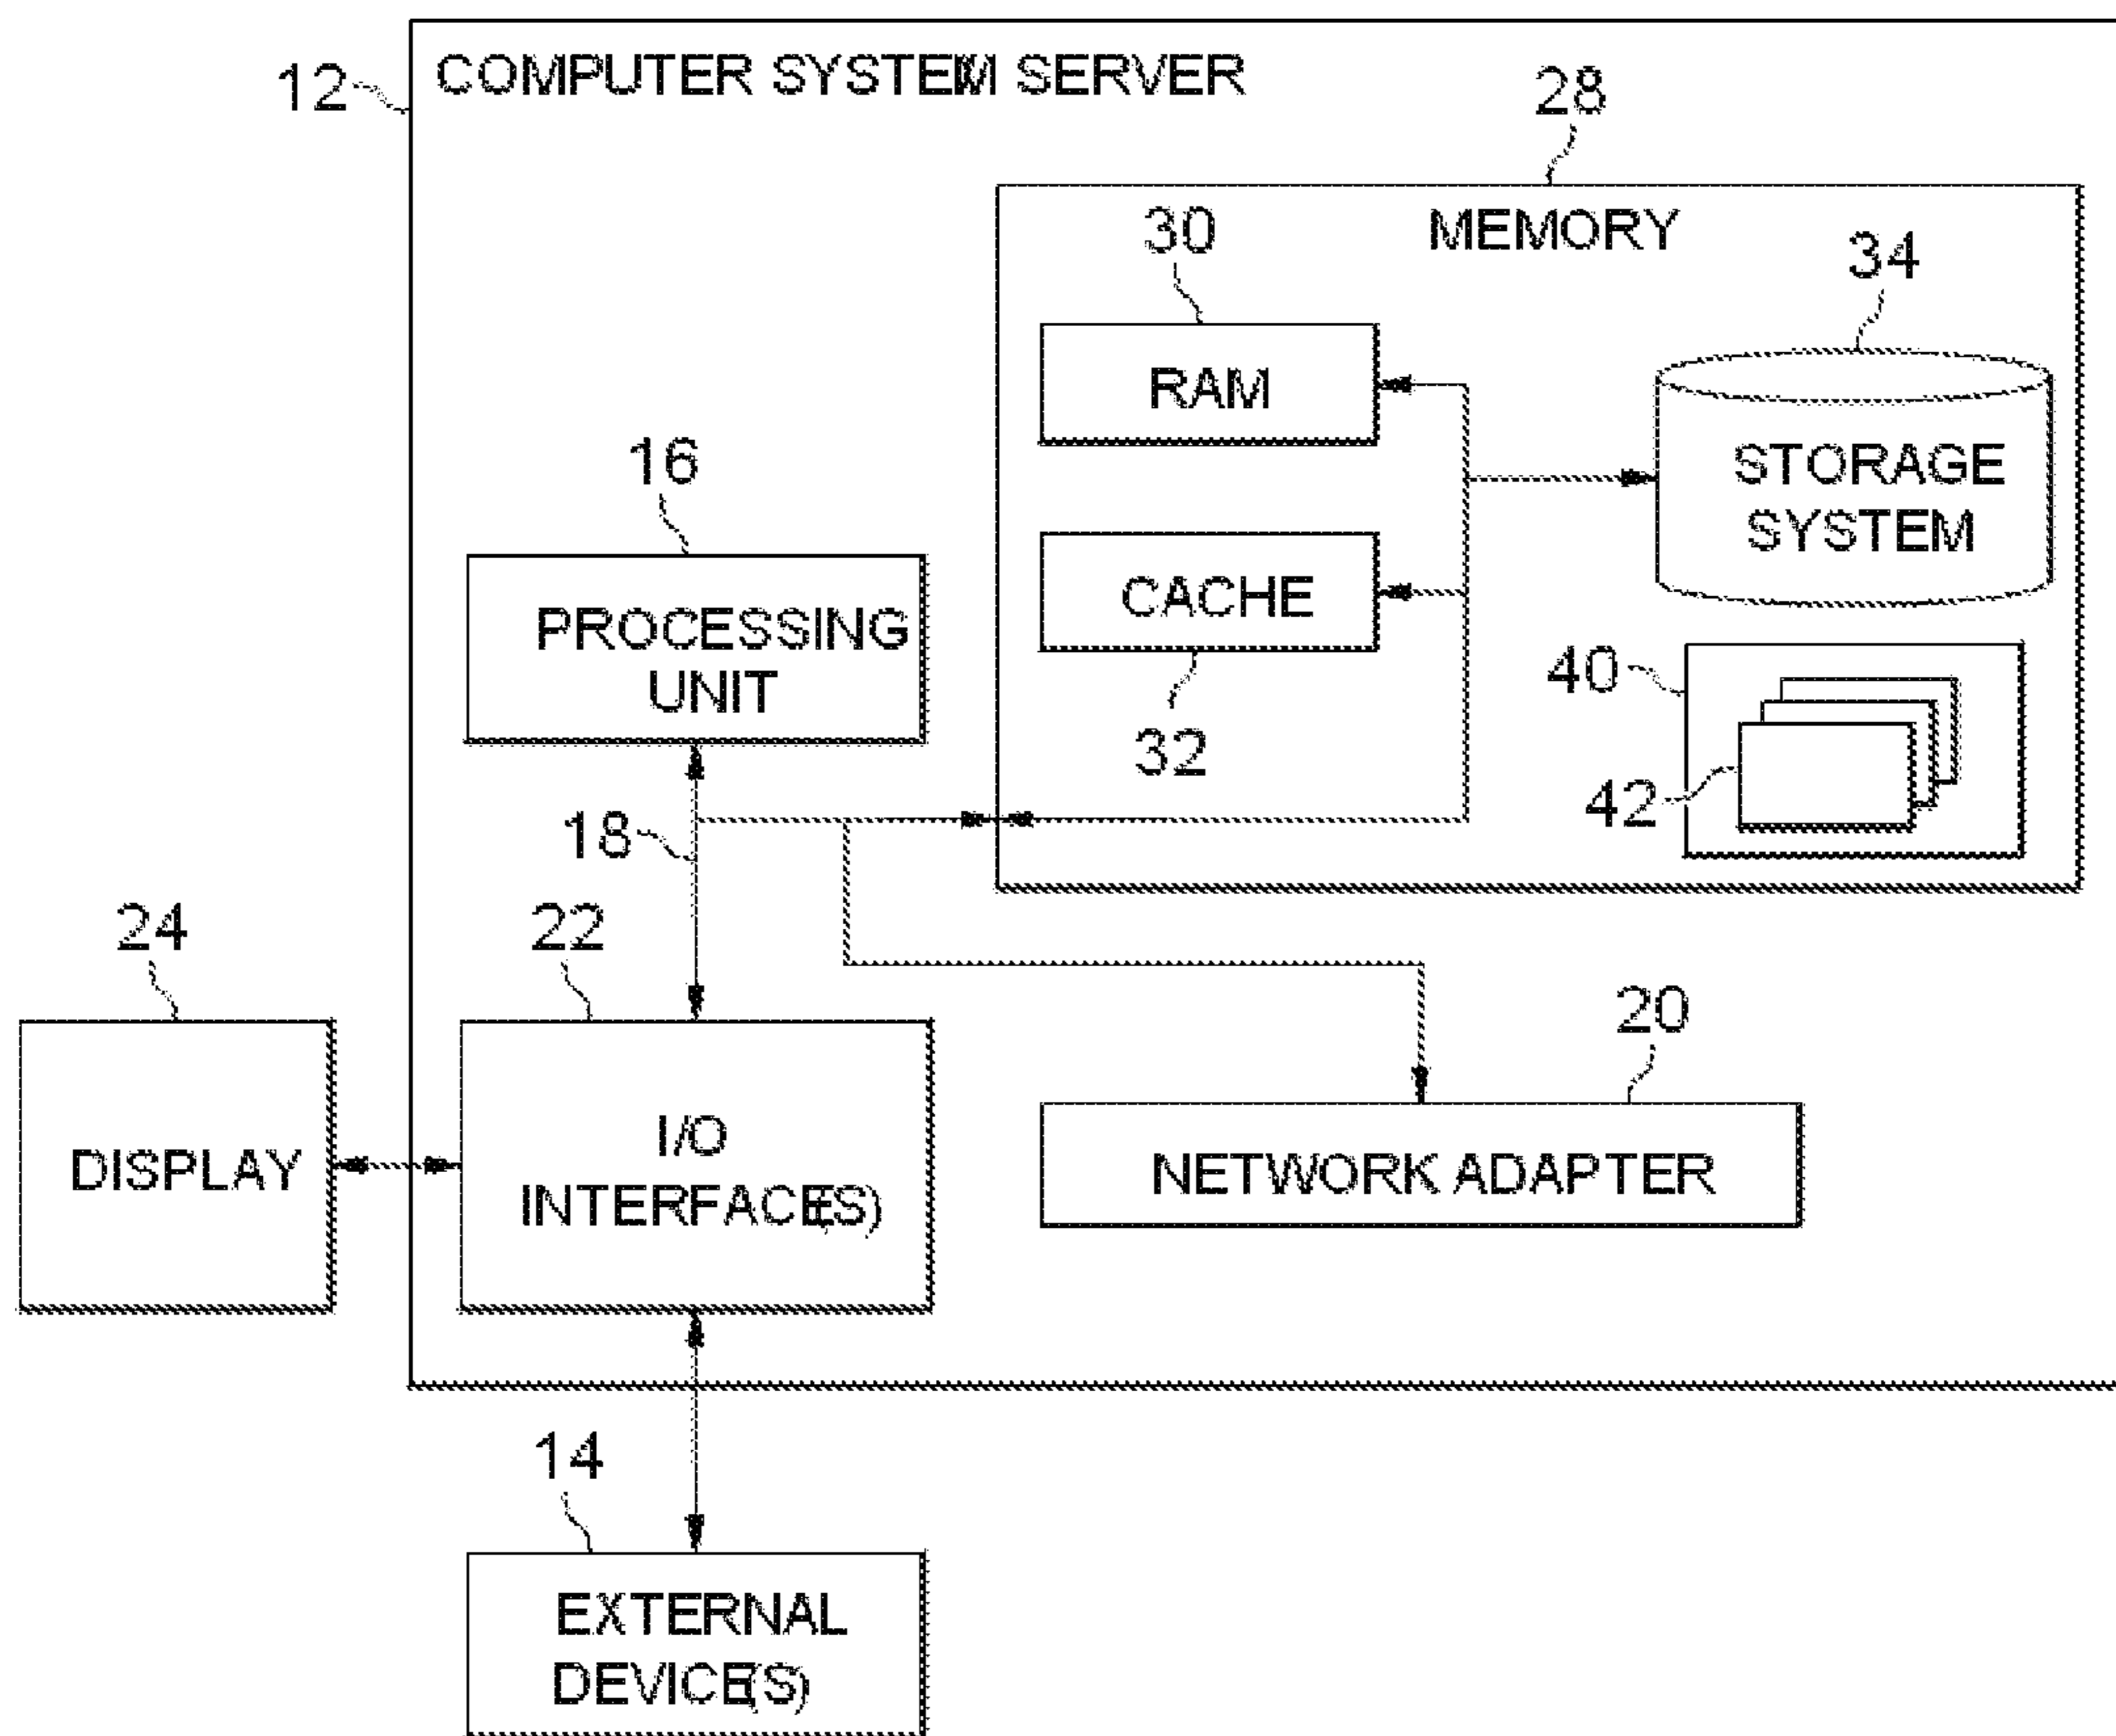 12
COMPUTER SYSTEM SERVER
28
MEMORY
30
34
RAM
STORAGE
SYSTEM
16
PROCESSING
UNIT
CACHE
32
40
42
18
24
22
20
DISPLAY
I/O
INTERFACE(S)
NETWORK ADAPTER
14
EXTERNAL
DEVICE(S)